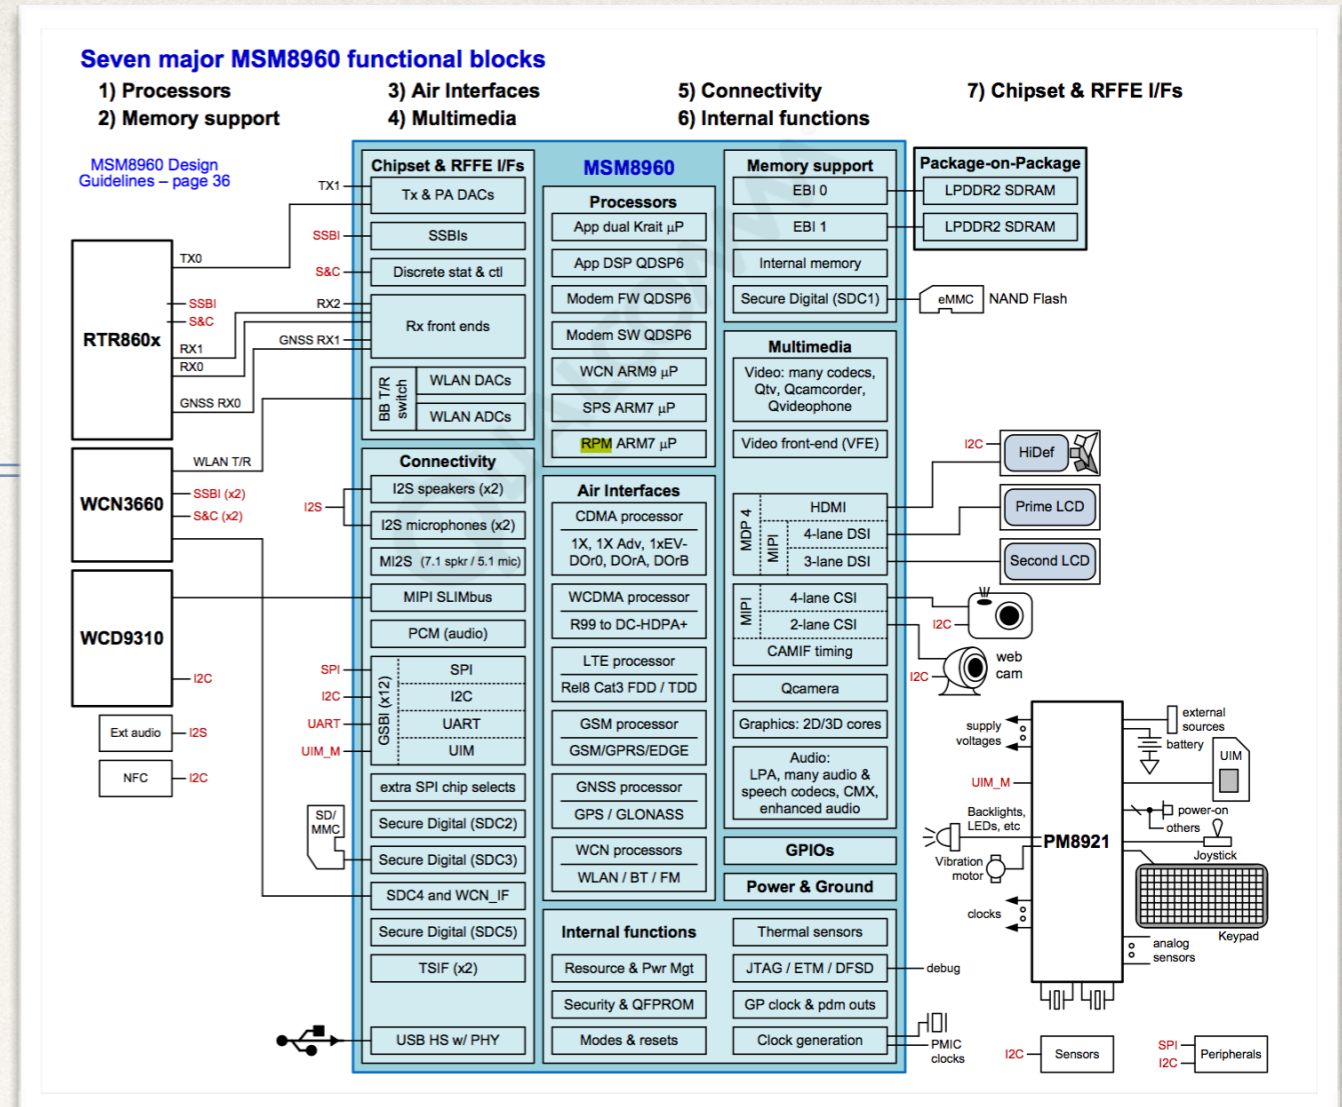 Seven major MSM8960 functional blocks
1) Processors
2) Memory support
3) Air Interfaces
4) Multimedia
5) Connectivity
6) Internal functions
7) Chipset & RFFE I/Fs
MSM8960 Design
Guidelines – page 36
RTR860x
TX0
SSBI
S&C
RX1
RX0
GNSS RX0
WCN3660
WLAN T/R
SSBI (x2)
S&C (x2)
WCD9310
I2C
Ext audio
I2S
NFC
I2C
TX1
SSBI
S&C
RX2
GNSS RX1
I2S
SPI
I2C
UART
UIM_M
SD/
MMC
Chipset & RFFE I/Fs
Tx & PA DACs
SSBIs
Discrete stat & ctl
Rx front ends
BB T/R
switch
WLAN DACs
WLAN ADCs
Connectivity
I2S speakers (x2)
I2S microphones (x2)
MI2S (7.1 spkr / 5.1 mic)
MIPI SLIMbus
PCM (audio)
GSBI (x12)
SPI
I2C
UART
UIM
extra SPI chip selects
Secure Digital (SDC2)
Secure Digital (SDC3)
SDC4 and WCN_IF
Secure Digital (SDC5)
TSIF (x2)
USB HS w/ PHY
MSM8960
Processors
App dual Krait µP
App DSP QDSP6
Modem FW QDSP6
Modem SW QDSP6
WCN ARM9 µP
SPS ARM7 µP
RPM ARM7 µP
Air Interfaces
CDMA processor
1X, 1X Adv, 1xEV-
DOr0, DOrA, DOrB
WCDMA processor
R99 to DC-HDPA+
LTE processor
Rel8 Cat3 FDD / TDD
GSM processor
GSM/GPRS/EDGE
GNSS processor
GPS / GLONASS
WCN processors
WLAN / BT / FM
Internal functions
Resource & Pwr Mgt
Security & QFPROM
Modes & resets
Thermal sensors
JTAG / ETM / DFSD
GP clock & pdm outs
Clock generation
debug
PMIC
clocks
Memory support
EBI 0
EBI 1
Internal memory
Secure Digital (SDC1)
Multimedia
Video: many codecs,
Qtv, Qcamcorder,
Qvideophone
Video front-end (VFE)
MDP 4
HDMI
MIPI
4-lane DSI
3-lane DSI
MIPI
4-lane CSI
2-lane CSI
CAMIF timing
Qcamera
Graphics: 2D/3D cores
Audio:
LPA, many audio &
speech codecs, CMX,
enhanced audio
GPIOs
Power & Ground
Package-on-Package
LPDDR2 SDRAM
LPDDR2 SDRAM
eMMC
NAND Flash
I2C
HiDef
Prime LCD
Second LCD
I2C
web
cam
I2C
PM8921
supply
voltages
UIM_M
Backlights,
LEDs, etc
Vibration
motor
clocks
external
sources
battery
UIM
power-on
others
Joystick
Keypad
analog
sensors
I2C
Sensors
SPI
I2C
Peripherals
QUALCOMM